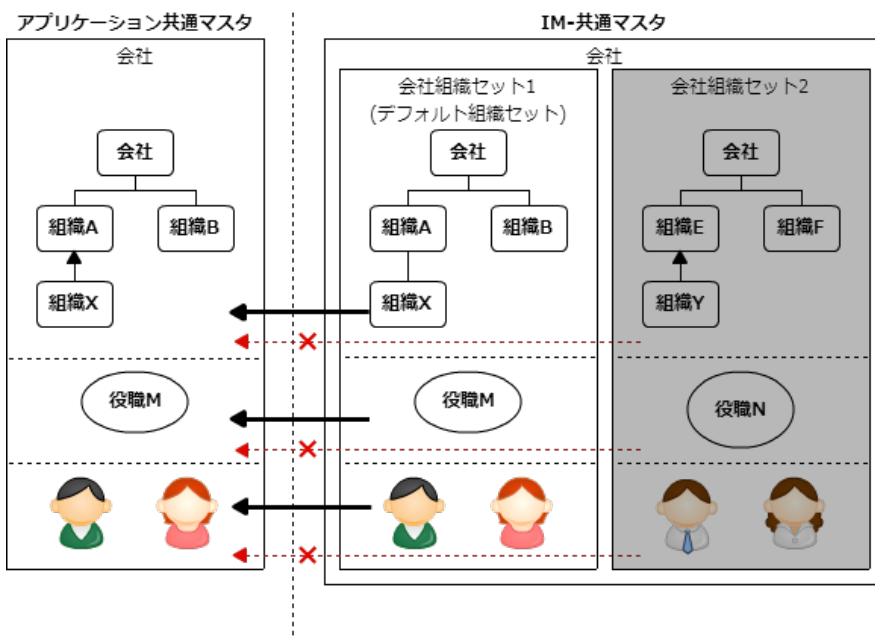 アプリケーション共通マスタ
IM-共通マスタ
会社
会社
会社組織セット1
(デフォルト組織セット)
会社組織セット2
会社
会社
会社
組織A
組織B
組織A
組織B
組織E
組織F
組織X
組織X
組織Y
役職M
役職M
役職N